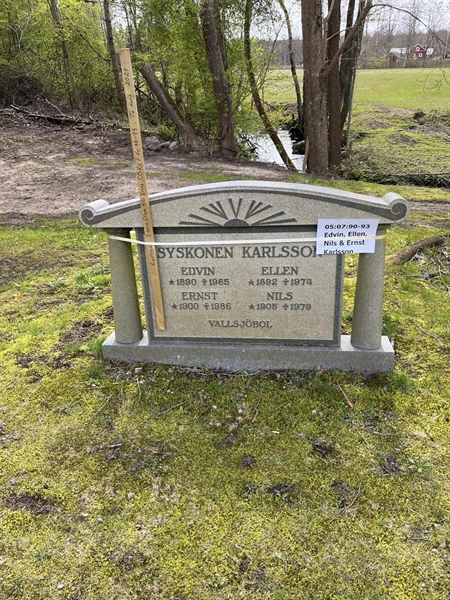 05:07:90-93
Edvin, Ellen,
Nils & Ernst
Karlsson
SYSKONEN KARLSSON
EDVIN ELLEN
★1890 ✝1965 ★1892 ✝1974
ERNST NILS
★1900 ✝1986 ★1905 ✝1979
VALLSJÖBOL